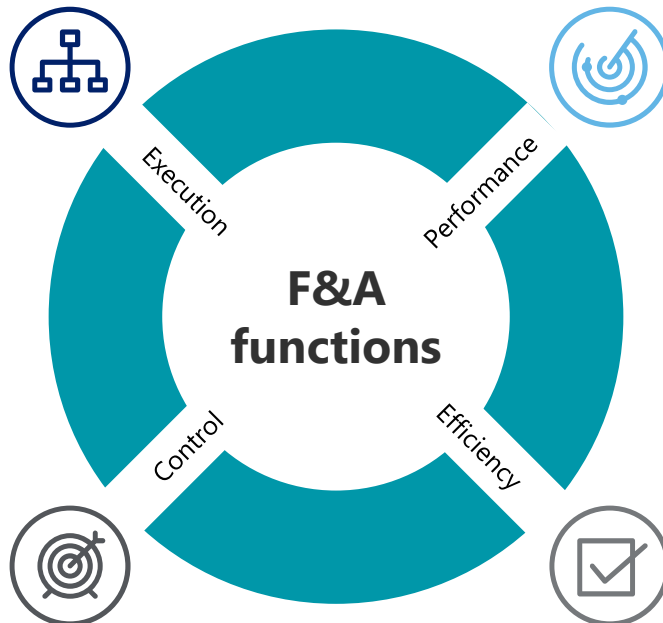 Execution
Performance
F&A
functions
Control
Efficiency